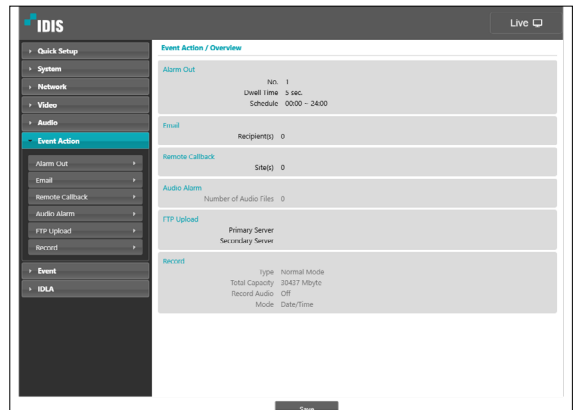 IDIS
Live
Quick Setup
System
Network
Video
Audio
Event Action
Alarm Out
Email
Remote Callback
Audio Alarm
FTP Upload
Record
Event
IDLA
Event Action / Overview
Alarm Out
No. 1
Dwell Time 5 sec.
Schedule 00:00 ~ 24:00
Email
Recipient(s) 0
Remote Callback
Site(s) 0
Audio Alarm
Number of Audio Files 0
FTP Upload
Primary Server
Secondary Server
Record
Type Normal Mode
Total Capacity 30437 Mbyte
Record Audio Off
Mode Date/Time
Save